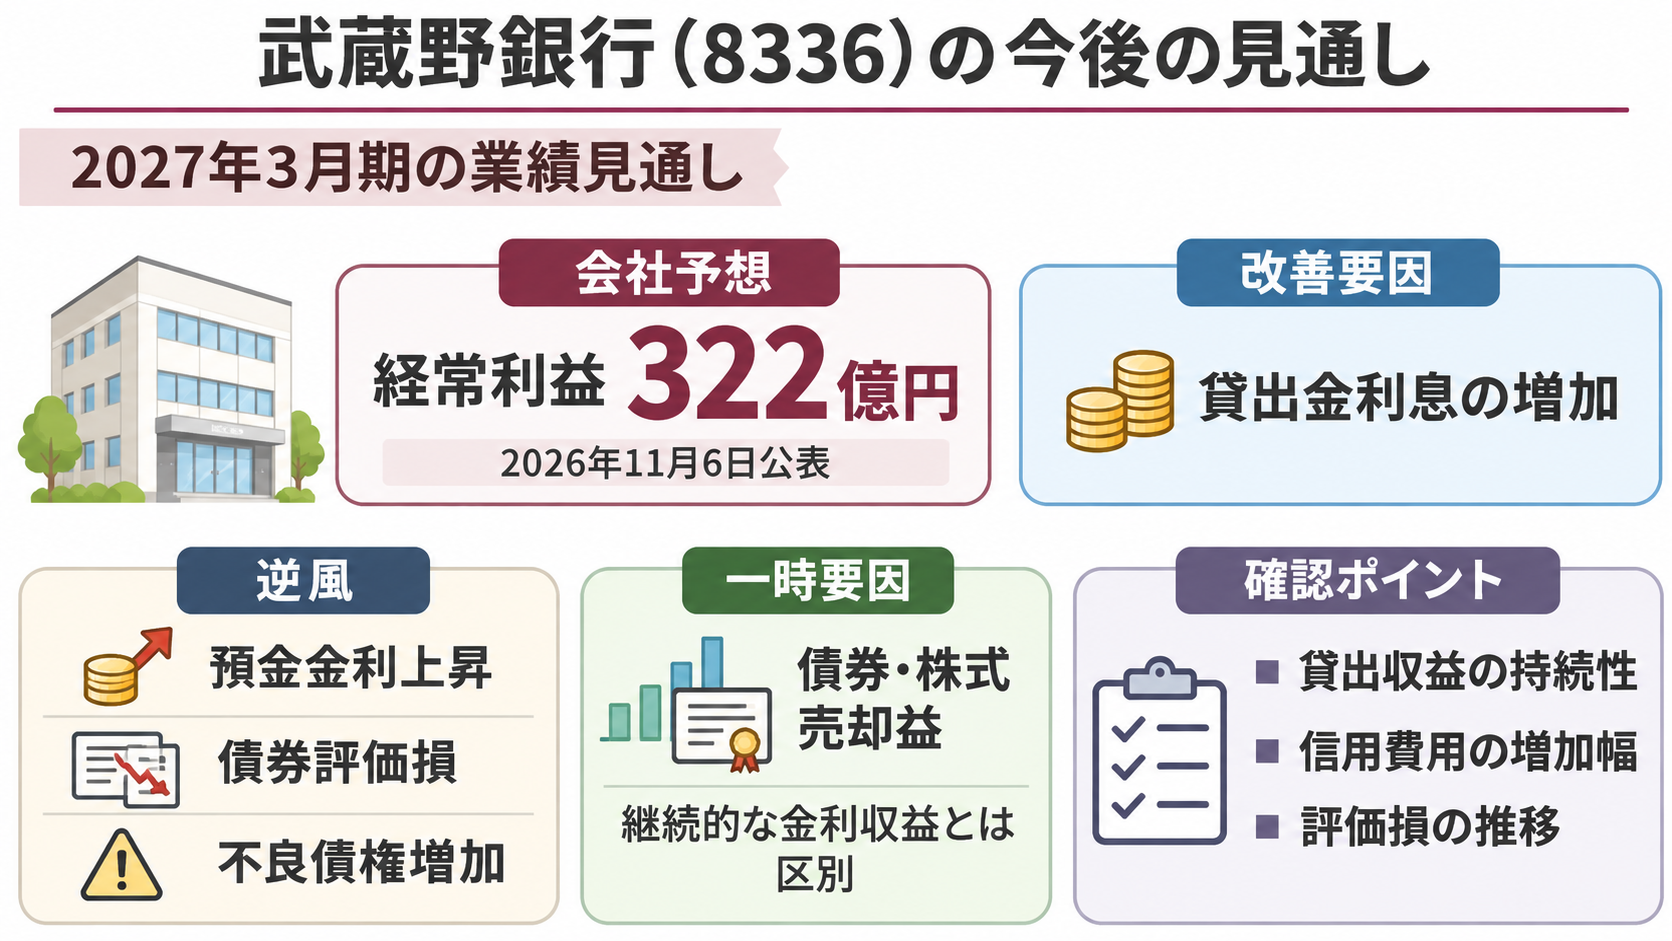 武蔵野銀行（8336）の今後の見通し
2027年3月期の業績見通し
会社予想
経常利益 322億円
2026年11月6日公表
改善要因
貸出金利息の増加
逆風
預金金利上昇
債券評価損
不良債権増加
一時要因
債券・株式
売却益
継続的な金利収益とは
区別
確認ポイント
■ 貸出収益の持続性
■ 信用費用の増加幅
■ 評価損の推移